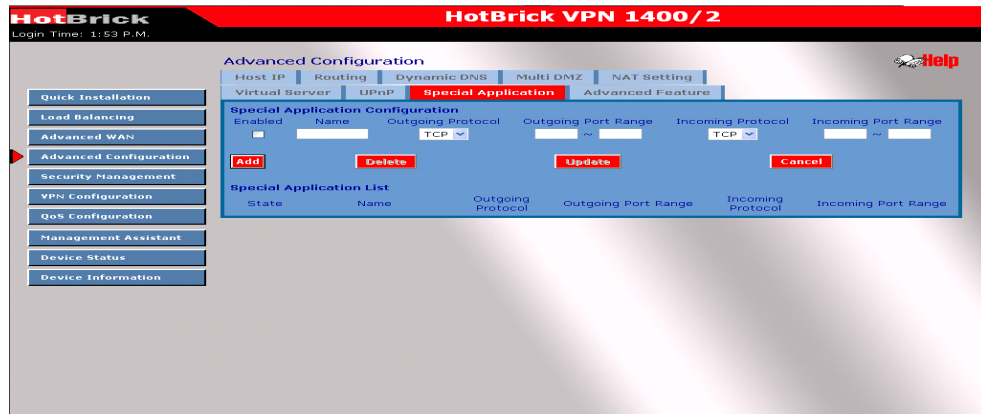 HotBrick
HotBrick VPN 1400/2
Login Time: 1:53 P.M.
Advanced Configuration
Help
Host IP Routing Dynamic DNS Multi DMZ NAT Setting
Virtual Server UPnP Special Application Advanced Feature
Quick Installation
Load Balancing
Advanced WAN
Advanced Configuration
Security Management
VPN Configuration
QoS Configuration
Management Assistant
Device Status
Device Information
Special Application Configuration
Enabled Name Outgoing Protocol Outgoing Port Range Incoming Protocol Incoming Port Range
TCP ~ TCP ~
Add Delete Update Cancel
Special Application List
State Name Outgoing Protocol Outgoing Port Range Incoming Protocol Incoming Port Range